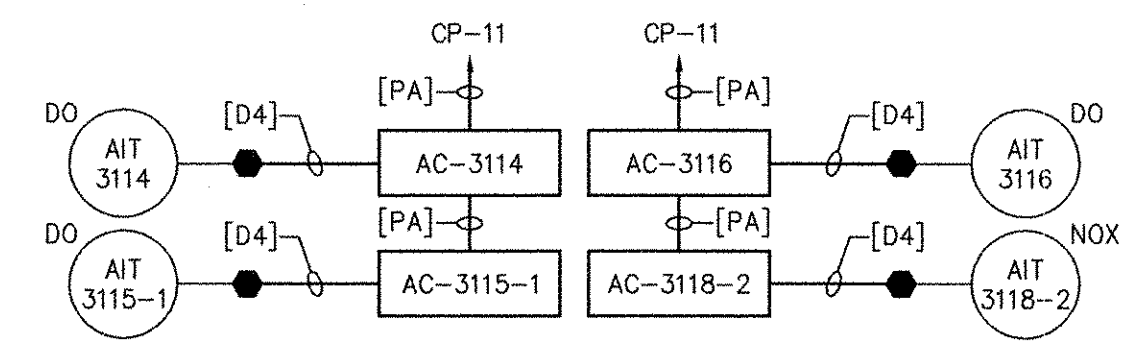 CP-11 CP-11
[PA] [PA]
DO [D4] [D4] DO
AIT 3114 AC-3114 AC-3116 AIT 3116
[PA] [PA]
DO [D4] [D4] NOX
AIT 3115-1 AC-3115-1 AC-3118-2 AIT 3118-2